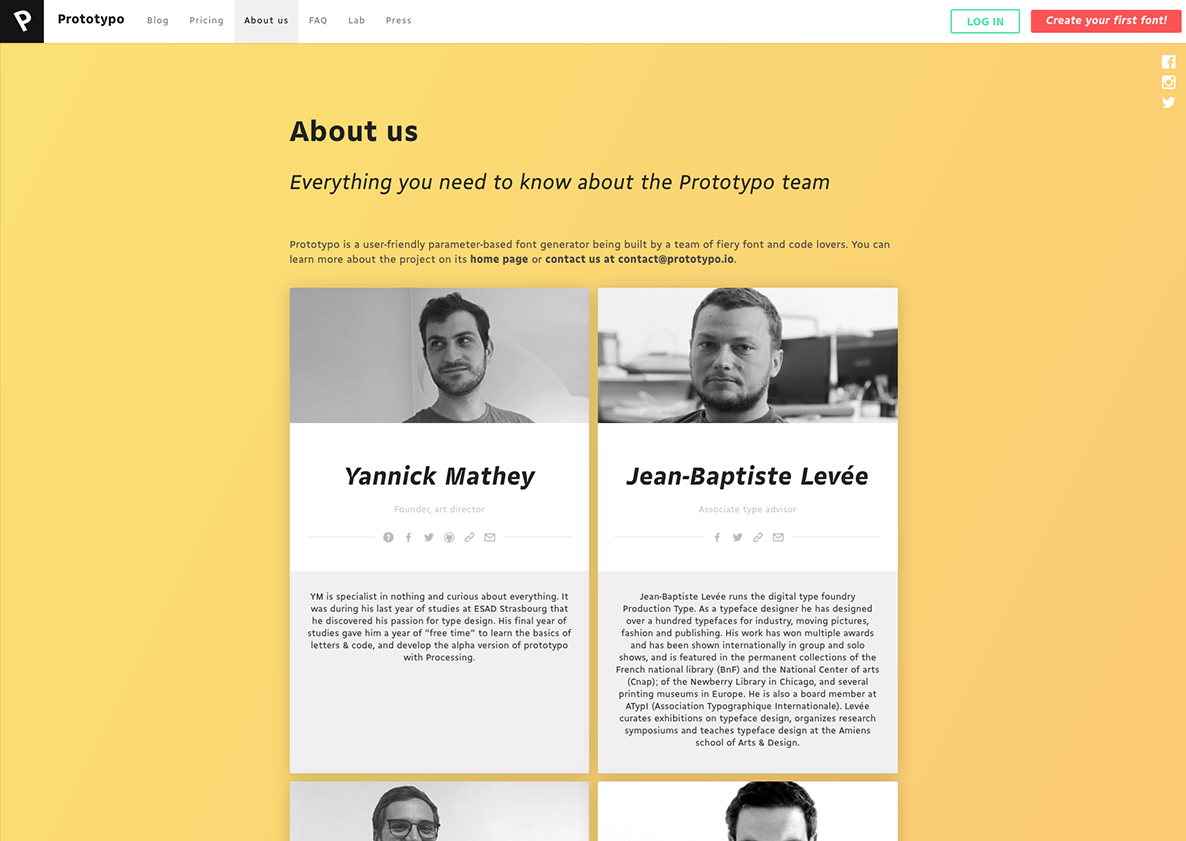 Prototypo Blog Pricing About us FAQ Lab Press LOG IN Create your first font!
About us
Everything you need to know about the Prototypo team
Prototypo is a user-friendly parameter-based font generator being built by a team of fiery font and code lovers. You can
learn more about the project on its home page or contact us at contact@prototypo.io.
Yannick Mathey
Founder, art director
YM is specialist in nothing and curious about everything. It
was during his last year of studies at ESAD Strasbourg that
he discovered his passion for type design. His final year of
studies gave him a year of "free time" to learn the basics of
letters & code, and develop the alpha version of prototypo
with Processing.
Jean-Baptiste Levée
Associate type advisor
Jean-Baptiste Levée runs the digital type foundry
Production Type. As a typeface designer he has designed
over a hundred typefaces for industry, moving pictures,
fashion and publishing. His work has won multiple awards
and has been shown internationally in group and solo
shows, and is featured in the permanent collections of the
French national library (BnF) and the National Center of arts
(Cnap); of the Newberry Library in Chicago, and several
printing museums in Europe. He is also a board member at
ATypI (Association Typographique Internationale). Levée
curates exhibitions on typeface design, organizes research
symposiums and teaches typeface design at the Amiens
school of Arts & Design.